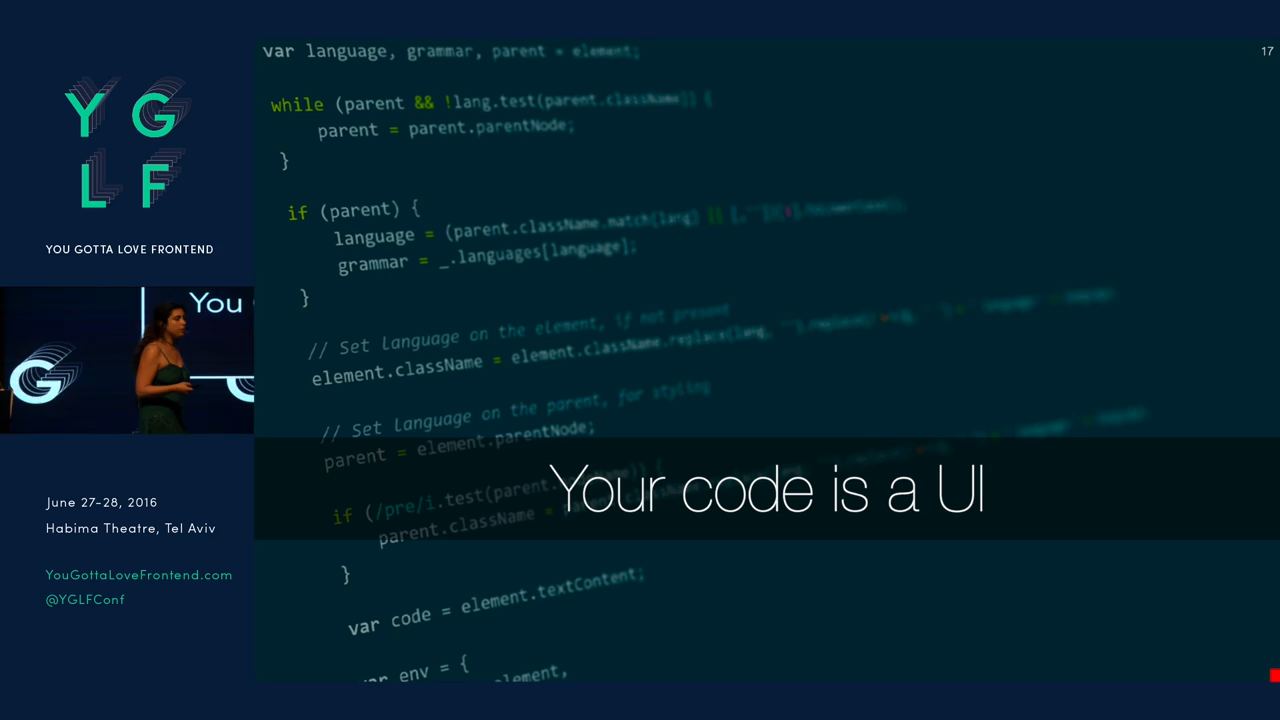 Y G
L F
YOU GOTTA LOVE FRONTEND
You
G
June 27-28, 2016
Habima Theatre, Tel Aviv
YouGottaLoveFrontend.com
@YGLFConf
17
var language, grammar, parent = element;
while (parent && !lang.test(parent.className)) {
parent = parent.parentNode;
}
if (parent) {
language = (parent.className.match(lang) || [,''])[1].toLowerCase();
grammar = _.languages[language];
}
// Set language on the element, if not present
element.className = element.className.replace(lang,
// Set language on the parent, for styling
parent = element.parentNode;
if (/pre/i.test(parent.
parent.className =
Your code is a UI
}
var code = element.textContent;
var env = {
element,